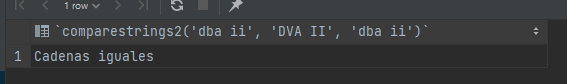 1 row
`comparestrings2('dba ii', 'DVA II', 'dba ii')`
1 Cadenas iguales